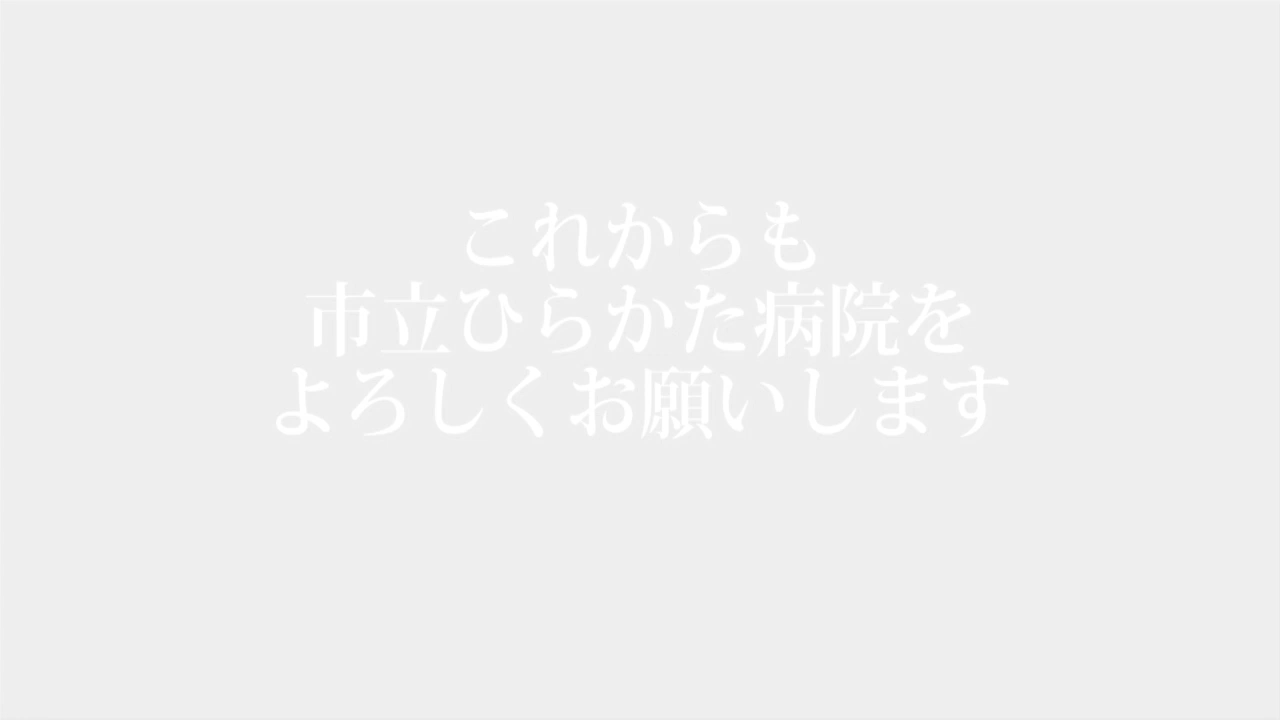 これからも
市立ひらかた病院を
よろしくお願いします